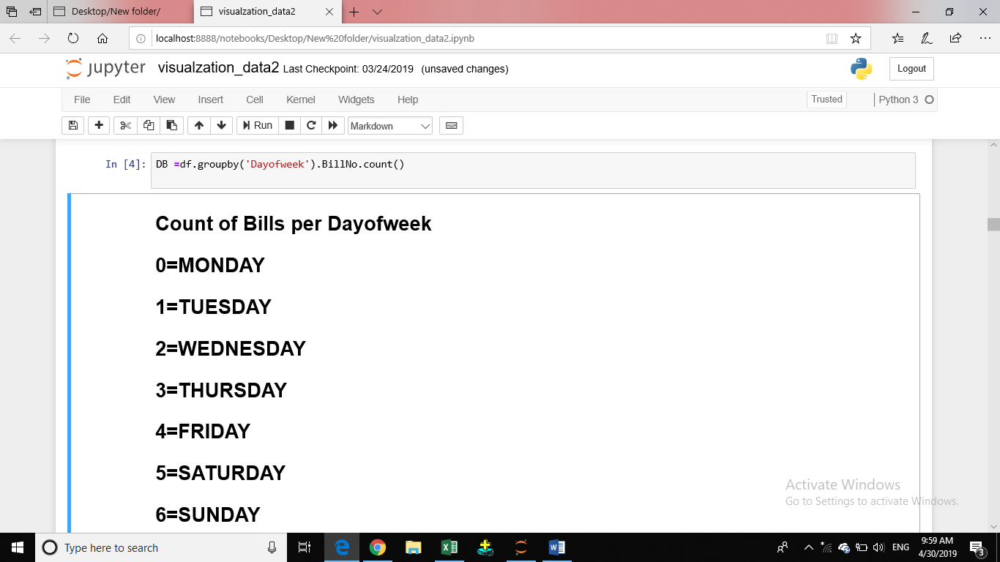 Desktop/New folder/
visualzation_data2
localhost:8888/notebooks/Desktop/New%20folder/visualzation_data2.ipynb
jupyter visualzation_data2 Last Checkpoint: 03/24/2019 (unsaved changes)
Logout
File Edit View Insert Cell Kernel Widgets Help
Trusted
Python 3
Run
Markdown
In [4]: DB =df.groupby('Dayofweek').BillNo.count()
Count of Bills per Dayofweek
0=MONDAY
1=TUESDAY
2=WEDNESDAY
3=THURSDAY
4=FRIDAY
5=SATURDAY
6=SUNDAY
Activate Windows
Go to Settings to activate Windows.
Type here to search
ENG
9:59 AM
4/30/2019
3